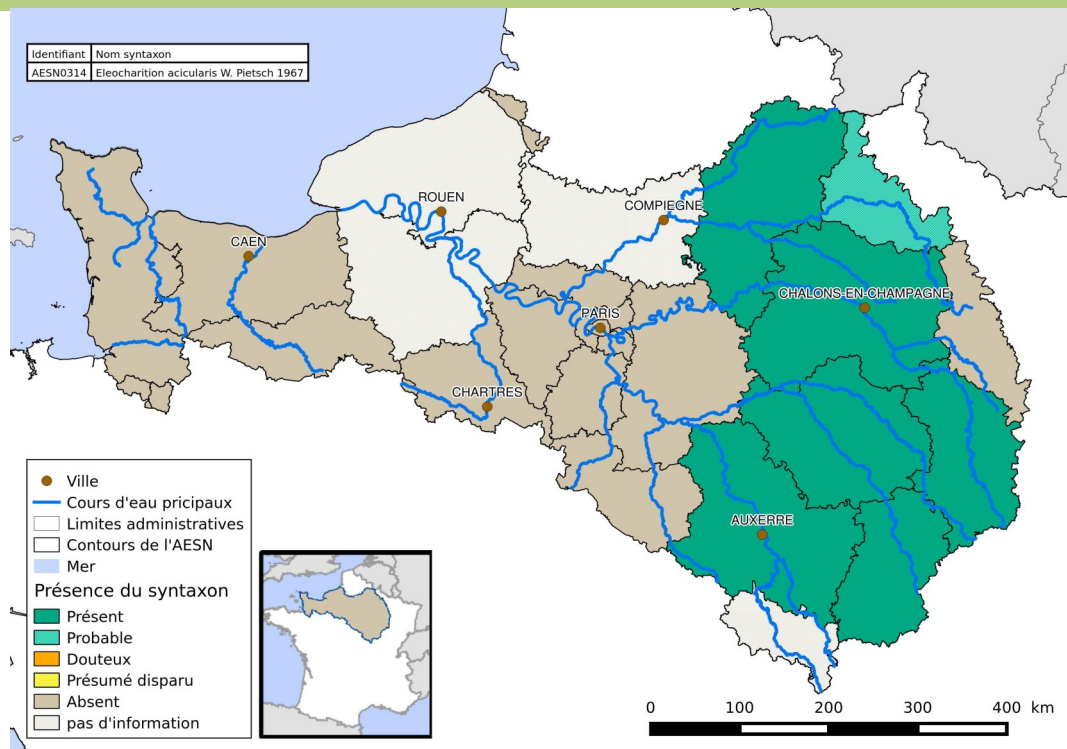 Identifiant Nom syntaxon
AESN0314 Eleocharition acicularis W. Pietsch 1967
ROUEN
COMPIEGNE
CAEN
CHALONS-EN-CHAMPAGNE
PARIS
CHARTRES
AUXERRE
Ville
Cours d'eau pricipaux
Limites administratives
Contours de l'AESN
Mer
Présence du syntaxon
Présent
Probable
Douteux
Présumé disparu
Absent
pas d'information
0 100 200 300 400 km